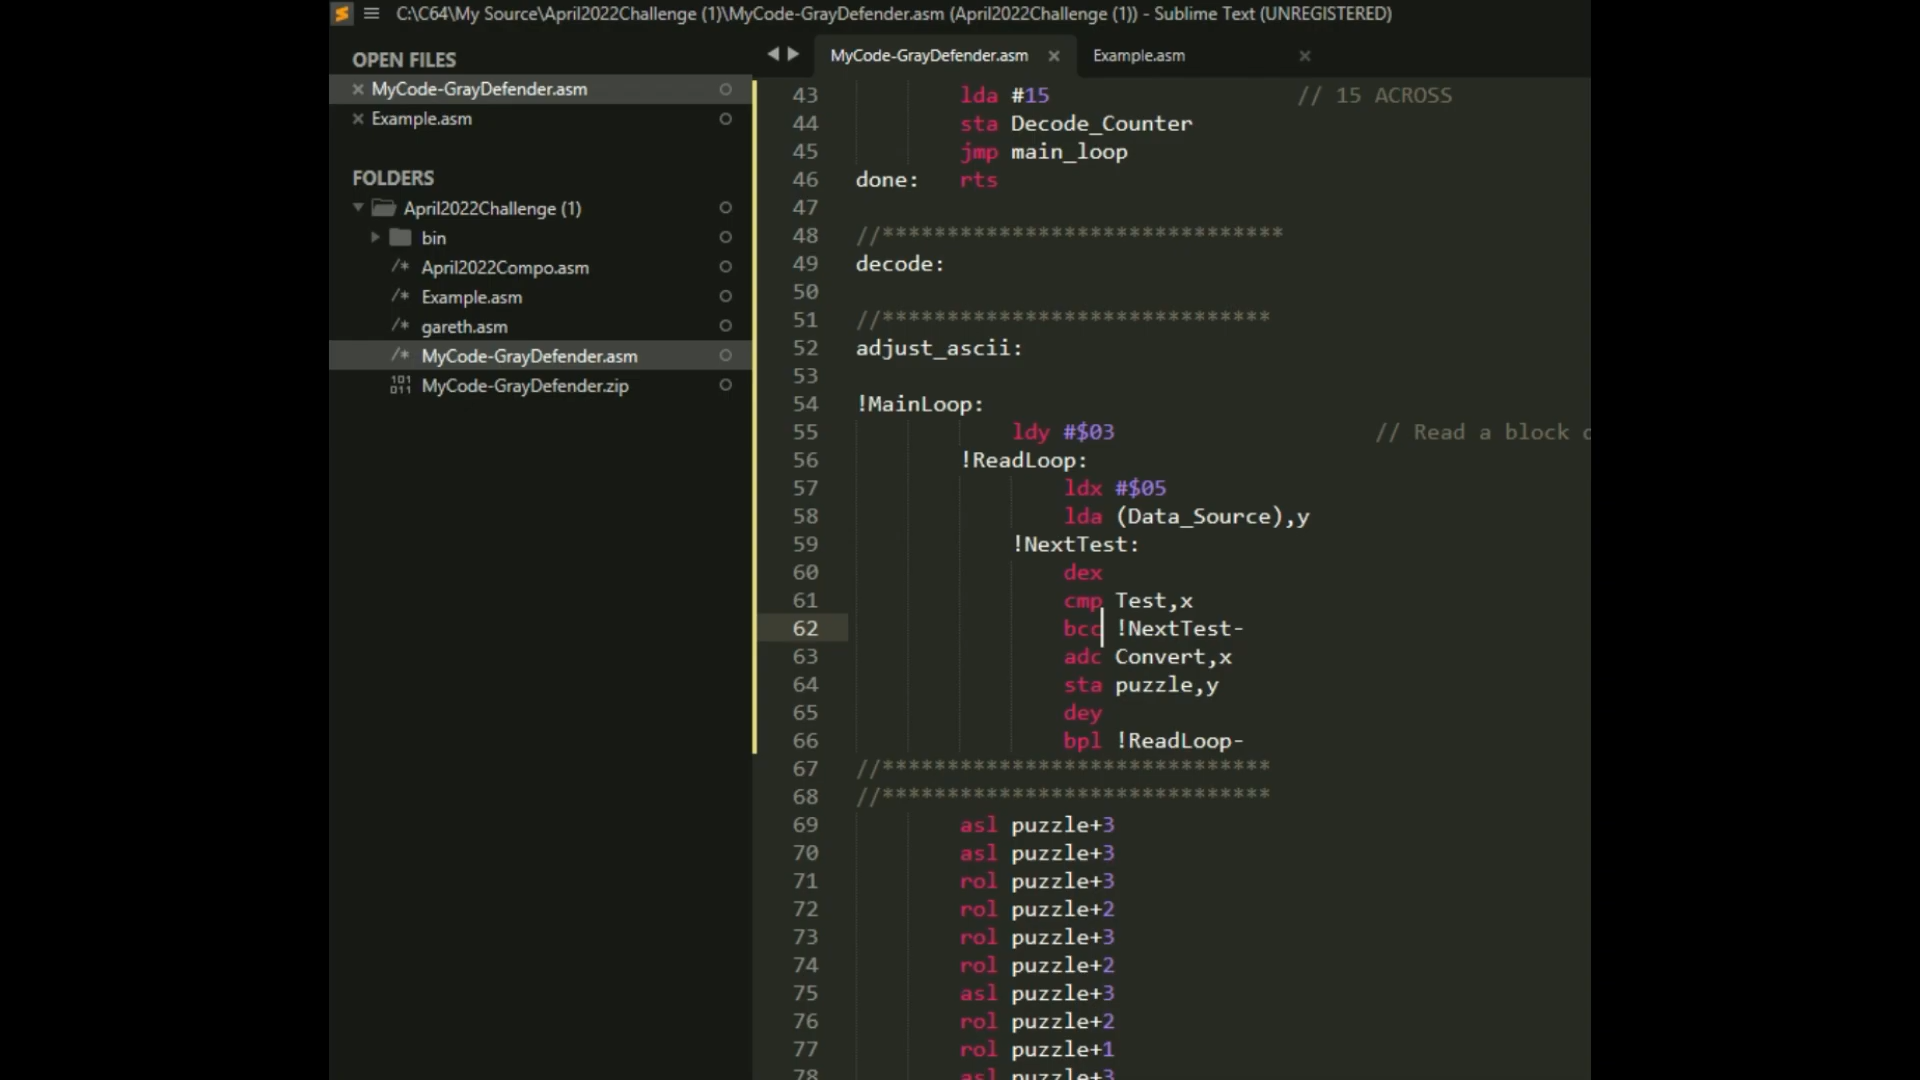 C:\C64\My Source\April2022Challenge (1)\MyCode-GrayDefender.asm (April2022Challenge (1)) - Sublime Text (UNREGISTERED)
OPEN FILES
MyCode-GrayDefender.asm
Example.asm
FOLDERS
April2022Challenge (1)
bin
/* April2022Compo.asm
/* Example.asm
/* gareth.asm
/* MyCode-GrayDefender.asm
101 011 MyCode-GrayDefender.zip
MyCode-GrayDefender.asm Example.asm
43 lda #15 // 15 ACROSS
44 sta Decode_Counter
45 jmp main_loop
46 done: rts
47
48 //*******************************
49 decode:
50
51 //******************************
52 adjust_ascii:
53
54 !MainLoop:
55 ldy #$03 // Read a block
56 !ReadLoop:
57 ldx #$05
58 lda (Data_Source),y
59 !NextTest:
60 dex
61 cmp Test,x
62 bcc !NextTest-
63 adc Convert,x
64 sta puzzle,y
65 dey
66 bpl !ReadLoop-
67 //******************************
68 //******************************
69 asl puzzle+3
70 asl puzzle+3
71 rol puzzle+3
72 rol puzzle+2
73 rol puzzle+3
74 rol puzzle+2
75 asl puzzle+3
76 rol puzzle+2
77 rol puzzle+1
78 asl puzzle+3